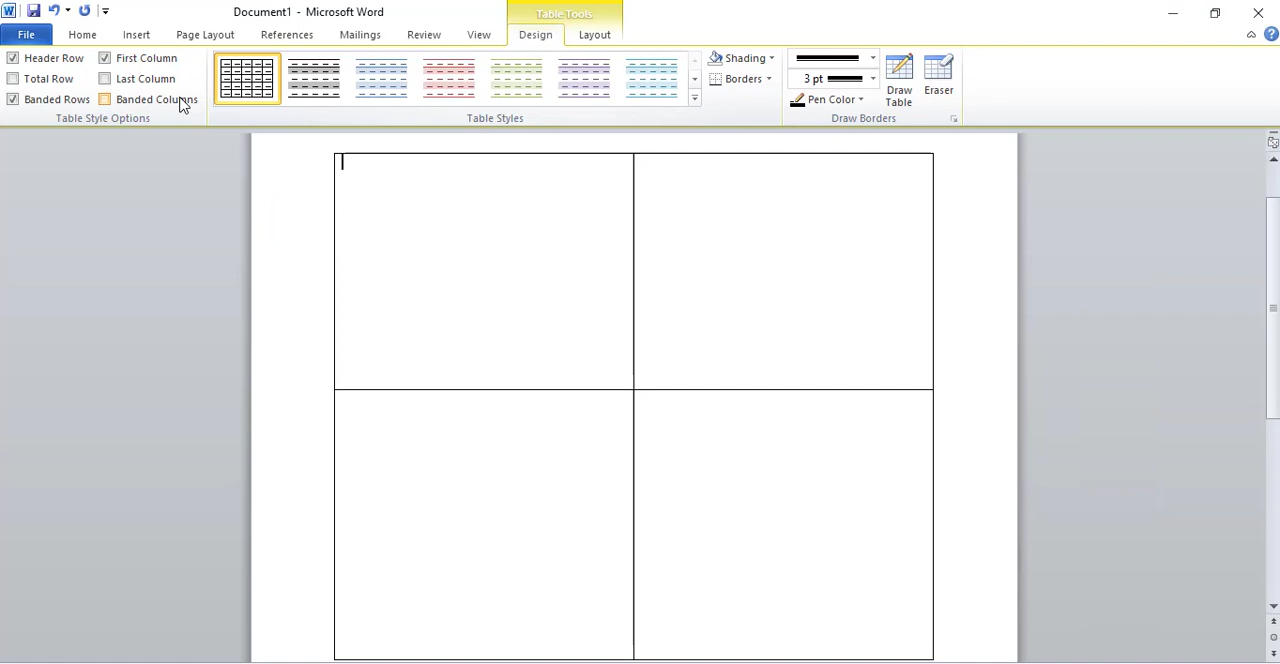 Document1 - Microsoft Word
Table Tools
File Home Insert Page Layout References Mailings Review View Design Layout
Header Row First Column
Total Row Last Column
Banded Rows Banded Columns
Table Style Options
Table Styles
Shading
Borders
3 pt
Pen Color
Draw Table
Eraser
Draw Borders